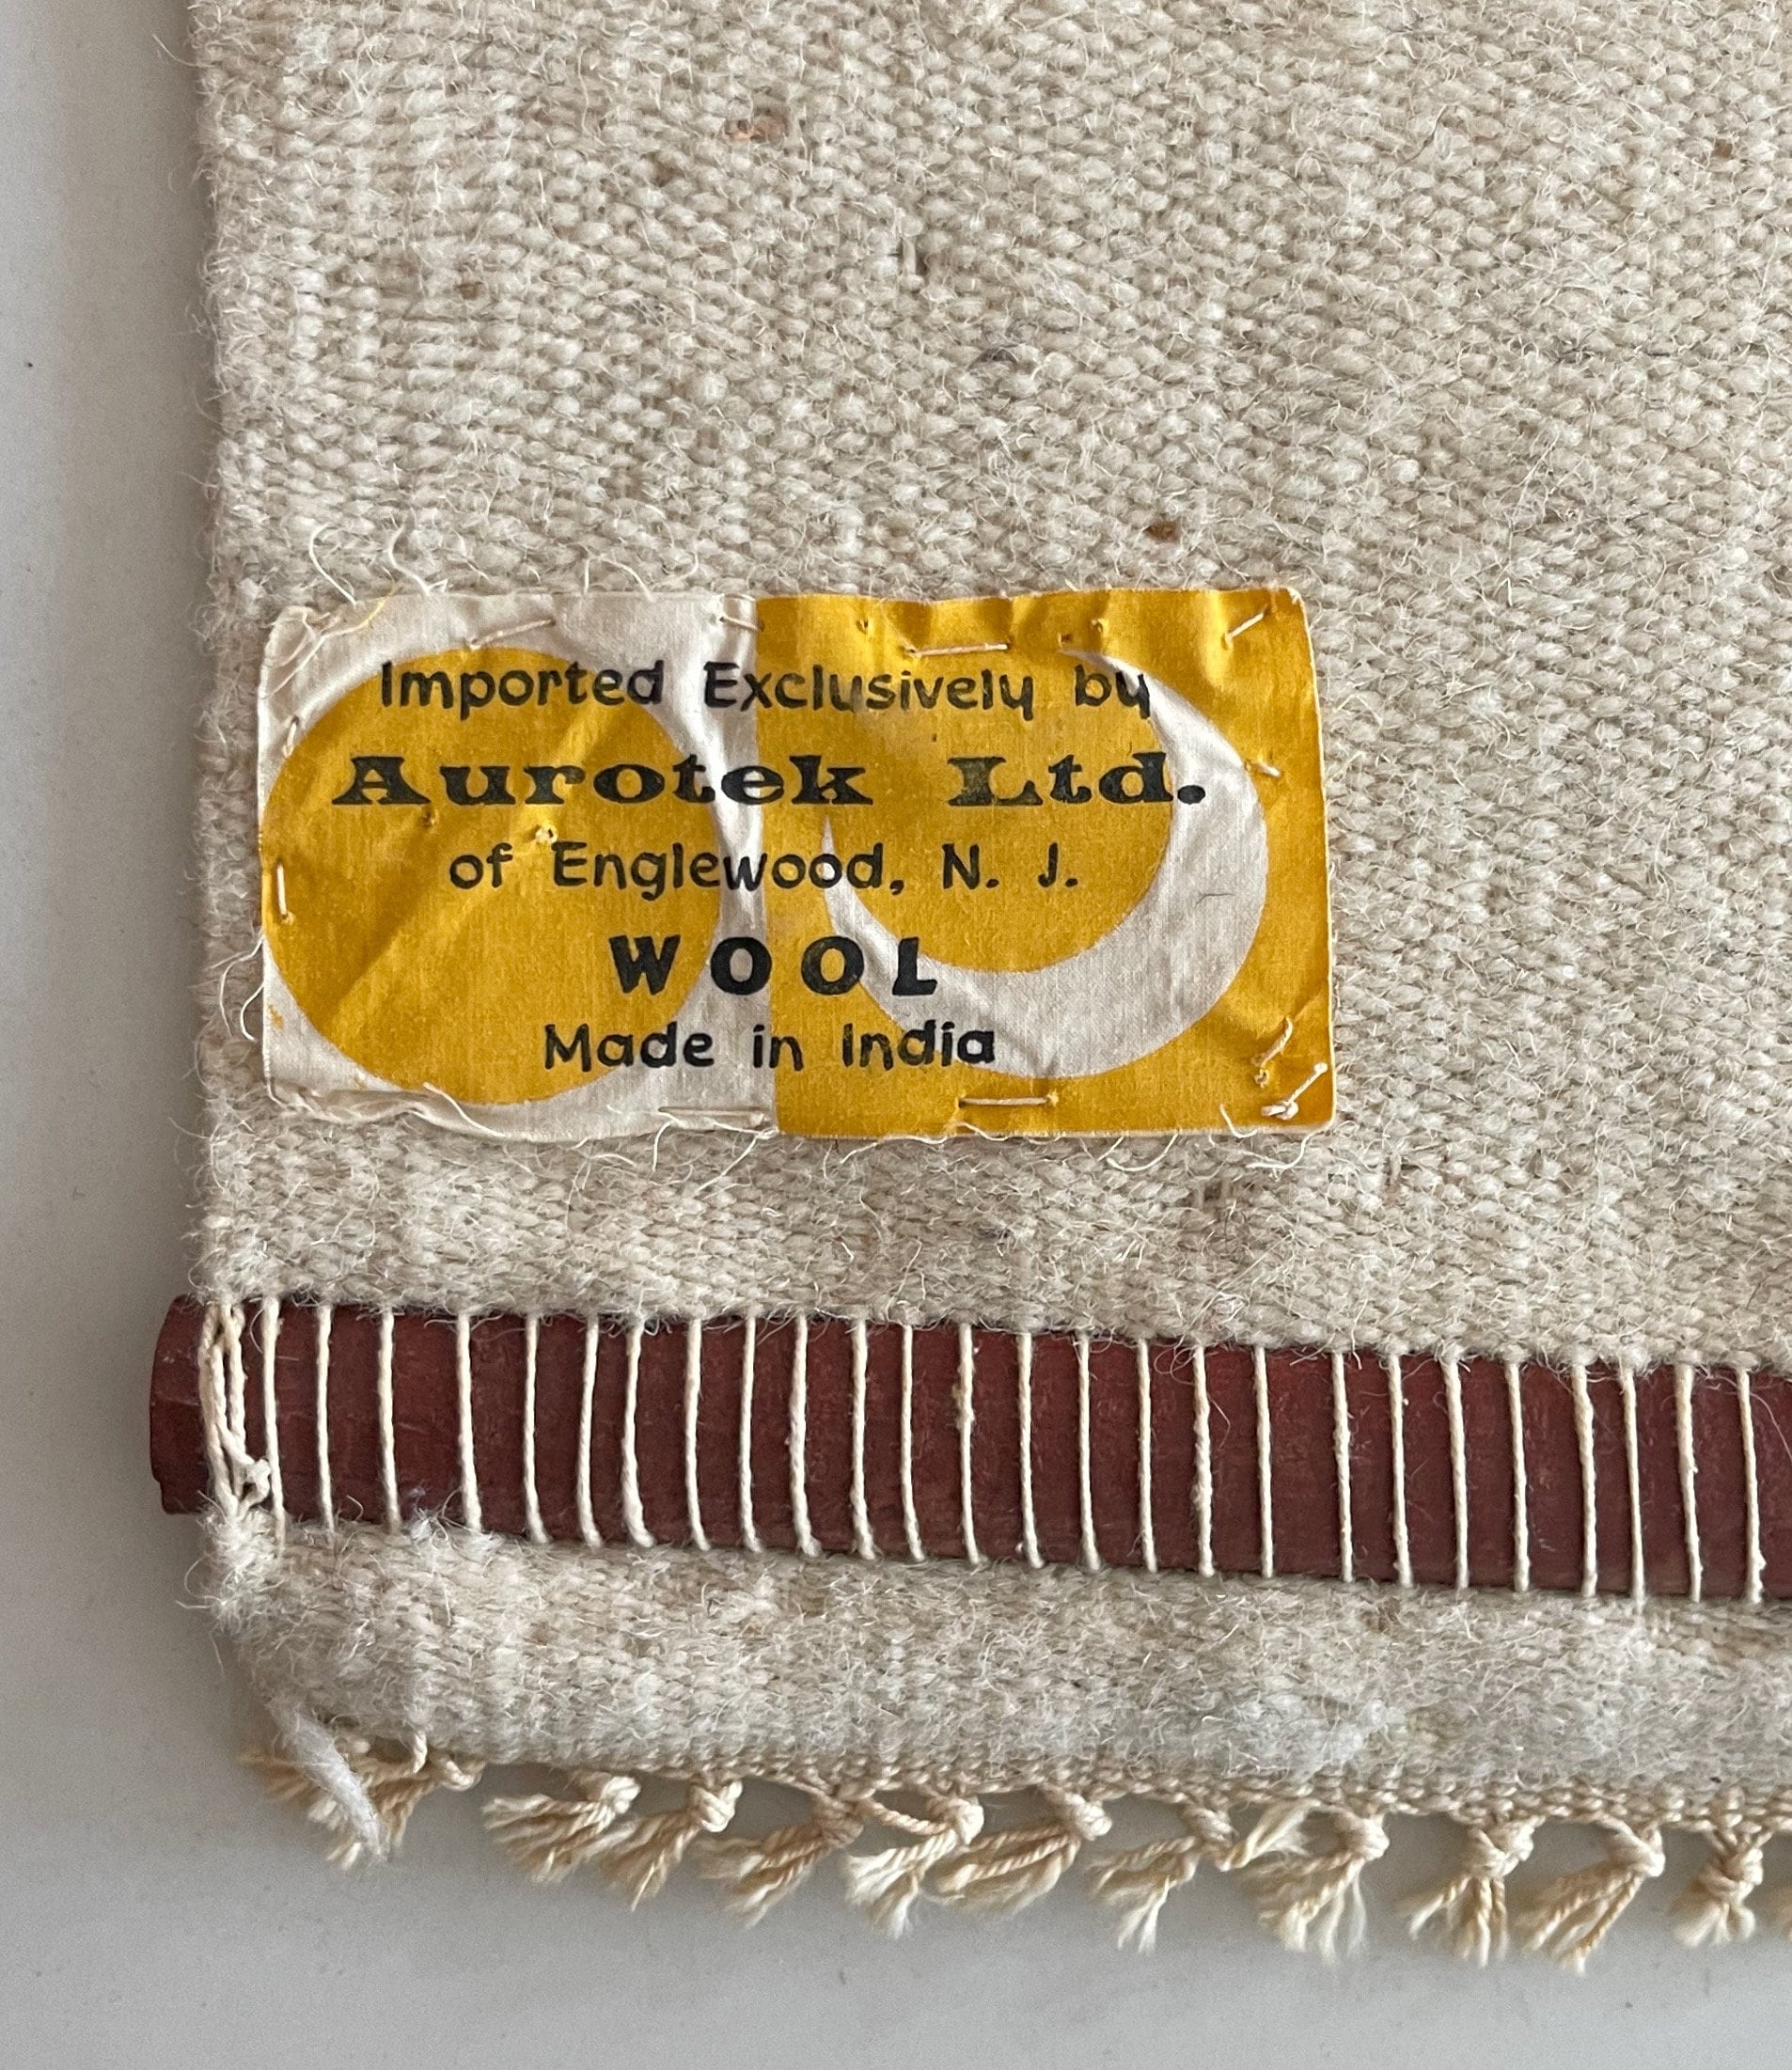 Imported Exclusively by
Aurotek Ltd.
of Englewood, N. J.
WOOL
Made in India